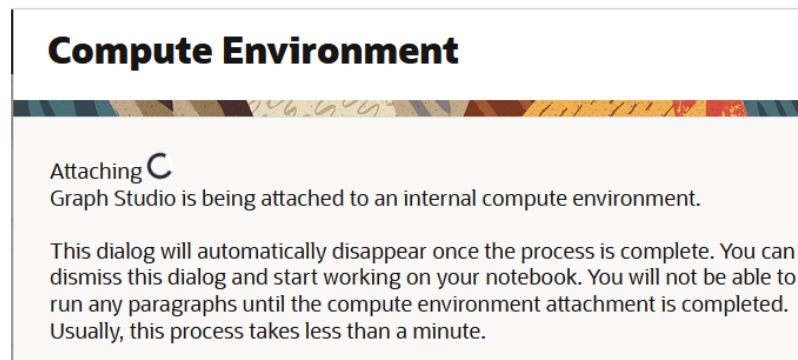 Compute Environment
Attaching
Graph Studio is being attached to an internal compute environment.
This dialog will automatically disappear once the process is complete. You can
dismiss this dialog and start working on your notebook. You will not be able to
run any paragraphs until the compute environment attachment is completed.
Usually, this process takes less than a minute.